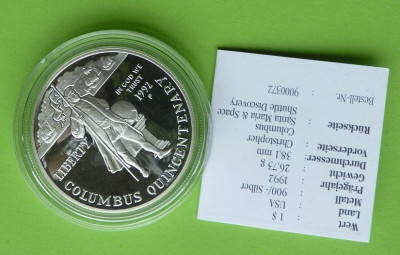 LIBERTY
IN GOD WE
TRUST
1992
P
COLUMBUS QUINCENTENARY
Wert : 1 $
Land : USA
Metall : 900/- Silber
Prägejahr : 1992
Gewicht : 26,73 g
Durchmesser: 38,1 mm
Vorderseite : Christopher
Columbus
Rückseite : Santa Maria & Space
Shuttle Discovery
Bestell-Nr. : 9000372